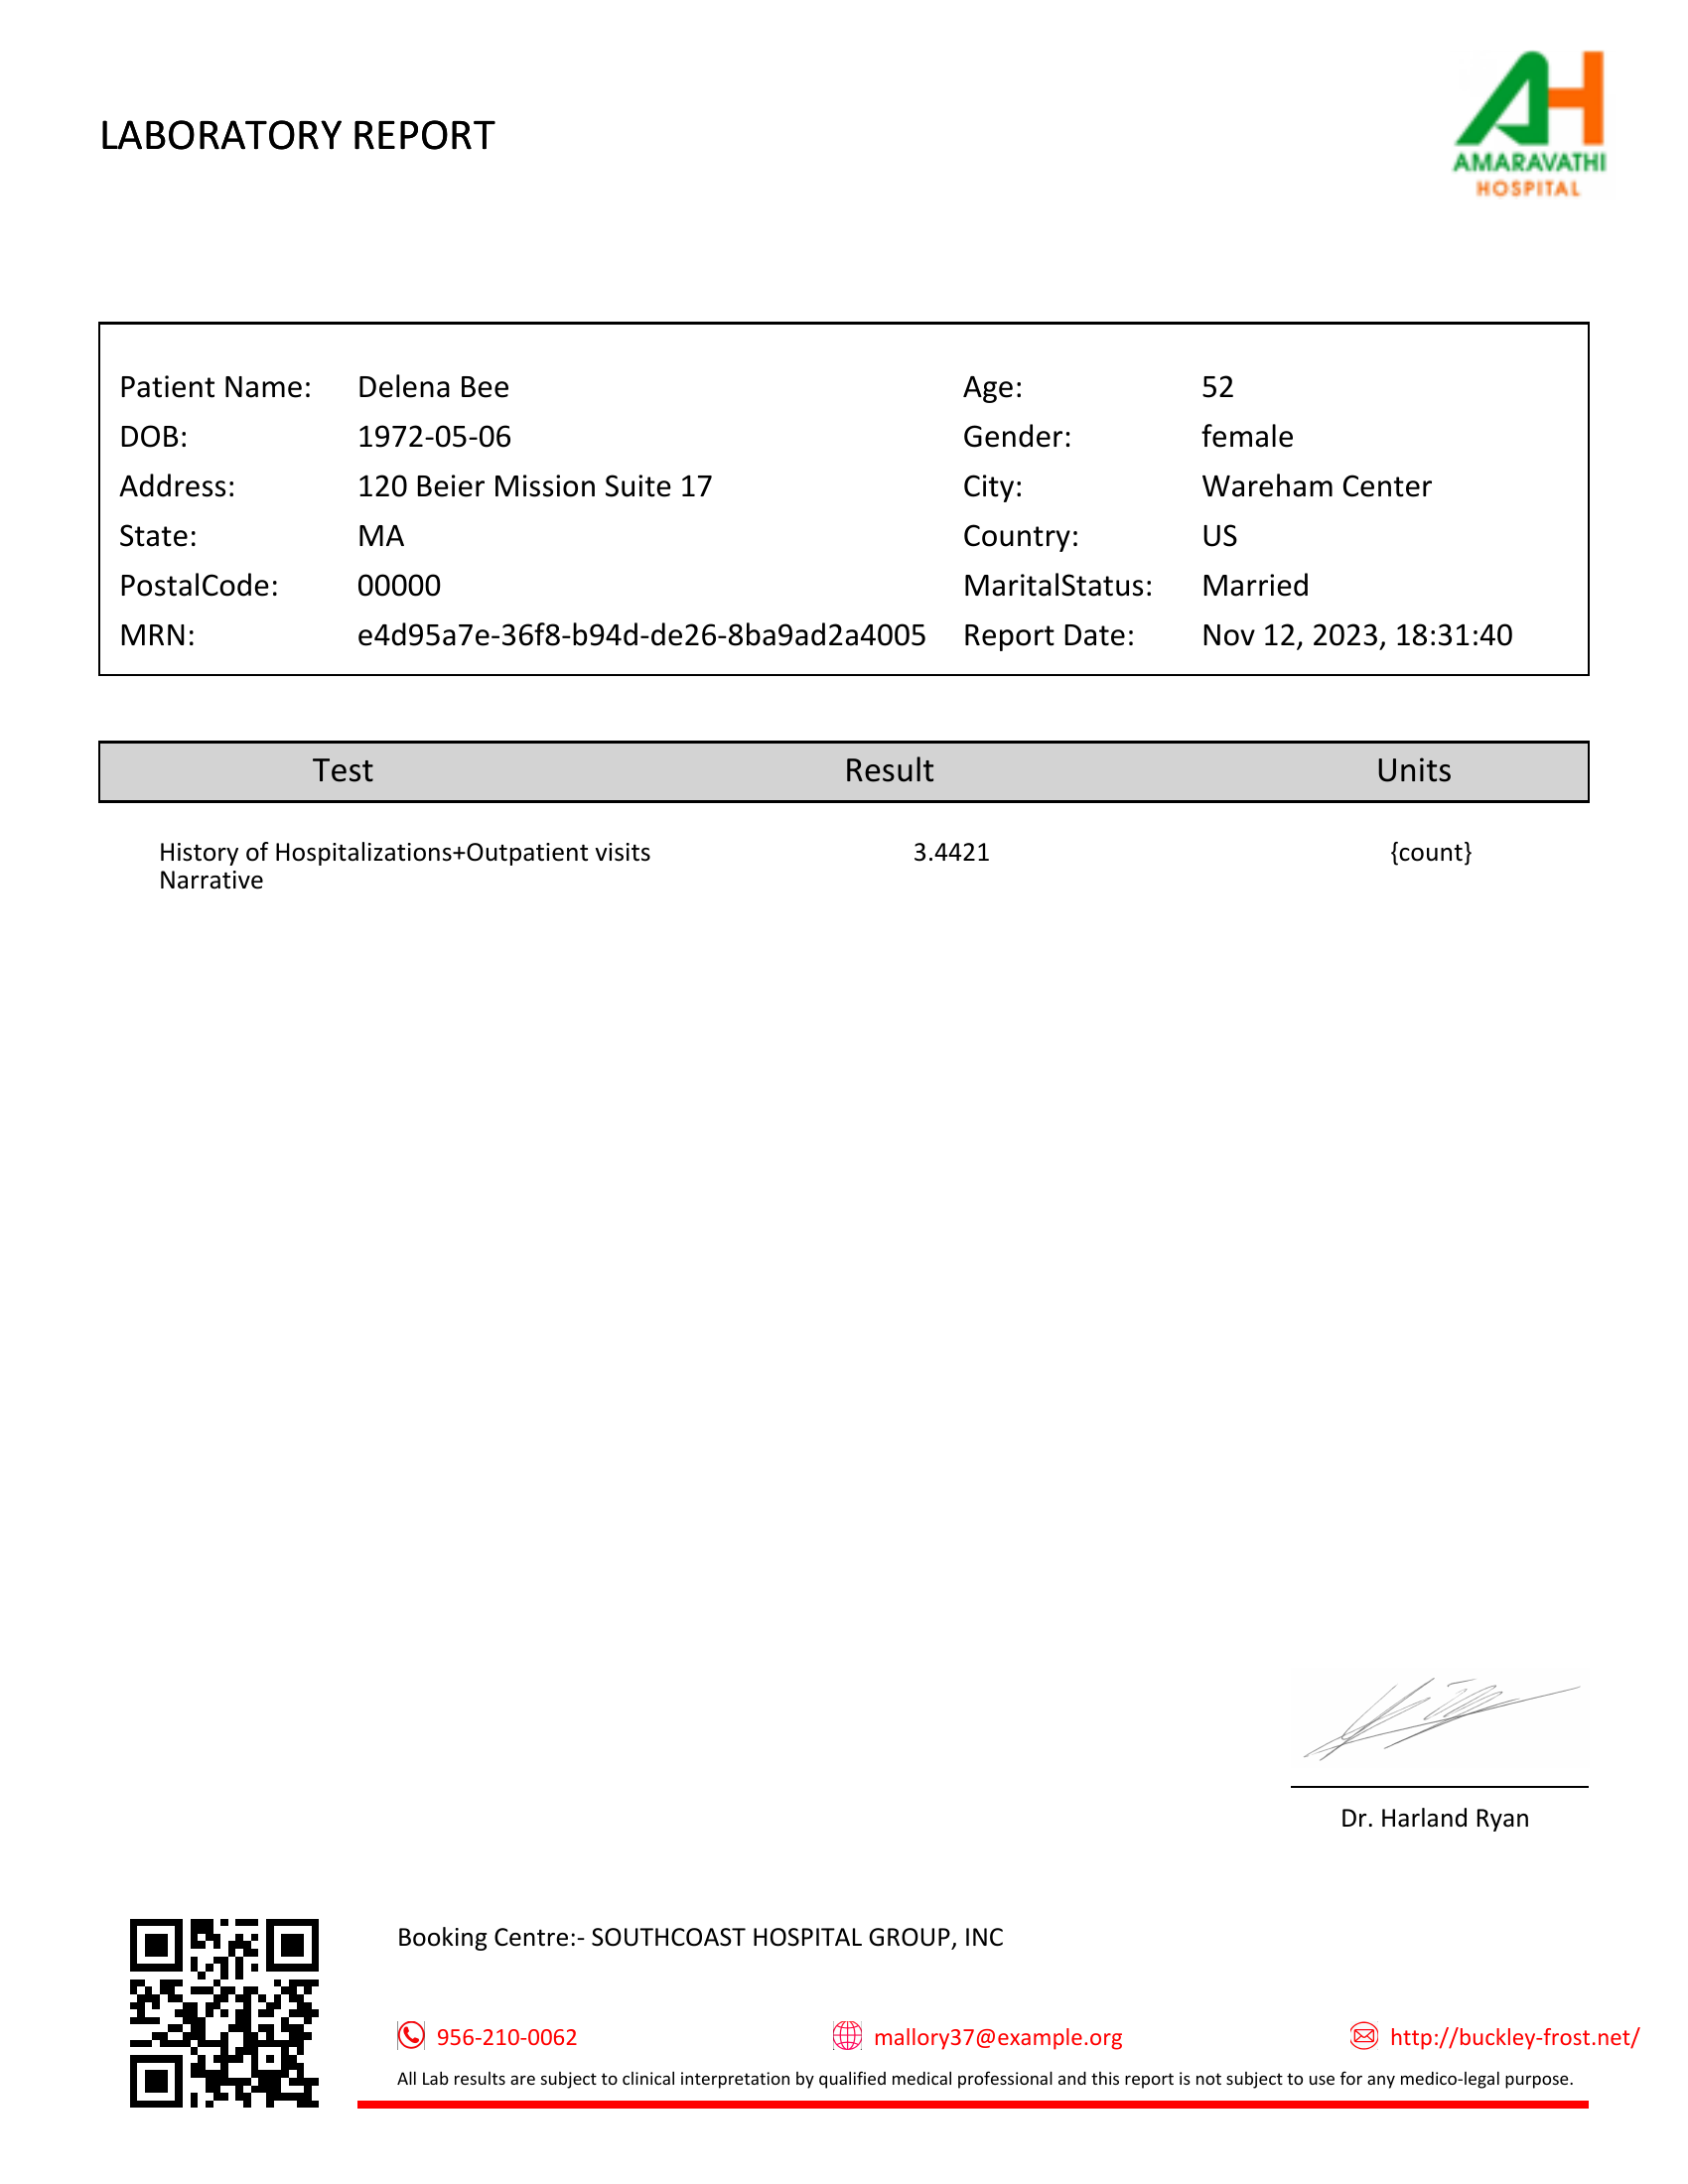 LABORATORY REPORT
AMARAVATHI
HOSPITAL
Patient Name: Delena Bee Age: 52
DOB: 1972-05-06 Gender: female
Address: 120 Beier Mission Suite 17 City: Wareham Center
State: MA Country: US
PostalCode: 00000 MaritalStatus: Married
MRN: e4d95a7e-36f8-b94d-de26-8ba9ad2a4005 Report Date: Nov 12, 2023, 18:31:40
Test Result Units
History of Hospitalizations+Outpatient visits 3.4421 {count}
Narrative
Dr. Harland Ryan
Booking Centre:- SOUTHCOAST HOSPITAL GROUP, INC
956-210-0062 mallory37@example.org http://buckley-frost.net/
All Lab results are subject to clinical interpretation by qualified medical professional and this report is not subject to use for any medico-legal purpose.